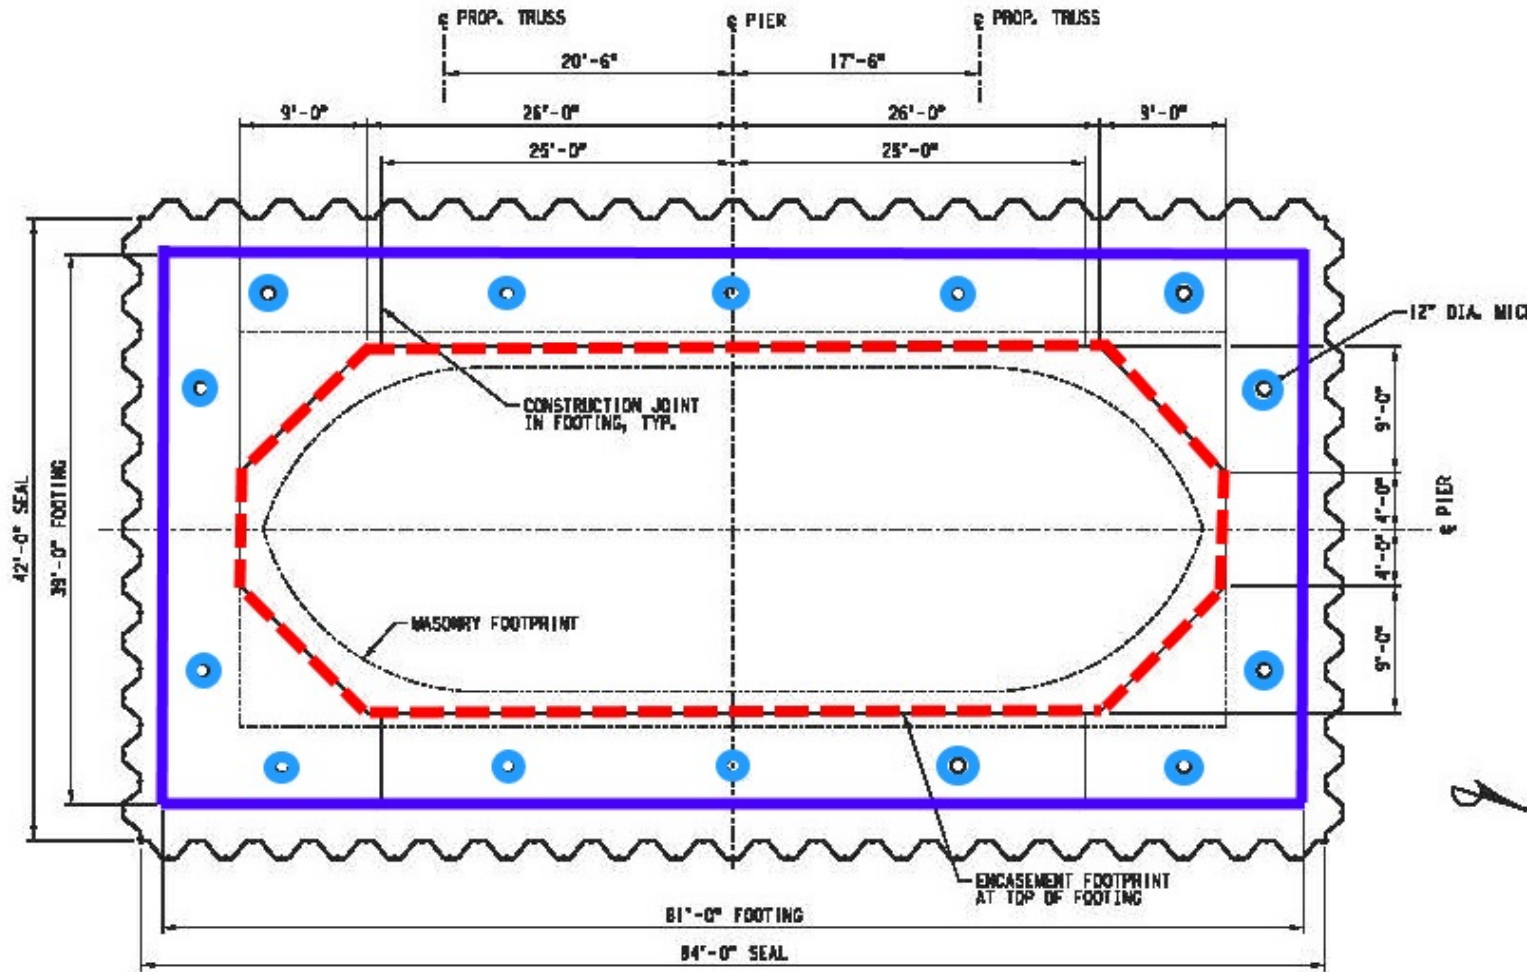 ℄ PROP. TRUSS
℄ PIER
℄ PROP. TRUSS
20'-6"
17'-6"
9'-0"
26'-0"
26'-0"
9'-0"
25'-0"
25'-0"
12" DIA.
CONSTRUCTION JOINT
IN FOOTING, TYP.
9'-0"
42'-0" SEAL
39'-0" FOOTING
4'-0"
4'-0"
℄ PIER
MASONRY FOOTPRINT
9'-0"
ENCASEMENT FOOTPRINT
AT TOP OF FOOTING
81'-0" FOOTING
84'-0" SEAL